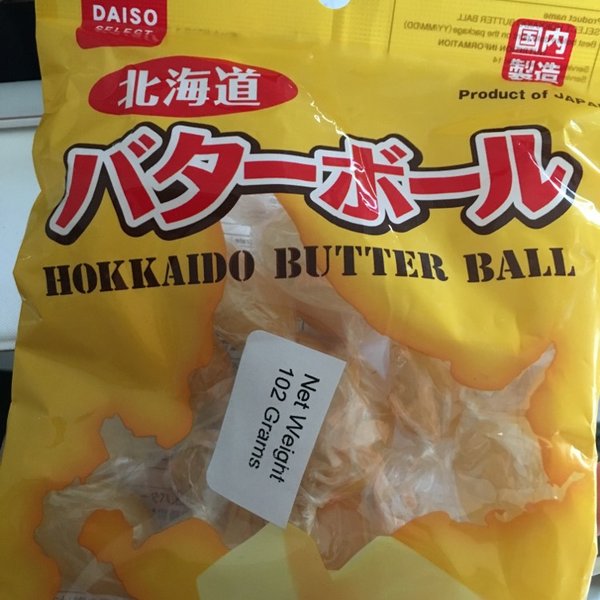 DAISO
SELECT
北海道
国内
製造
Product of JAPAN
バターボール
HOKKAIDO BUTTER BALL
Net Weight
102 Grams